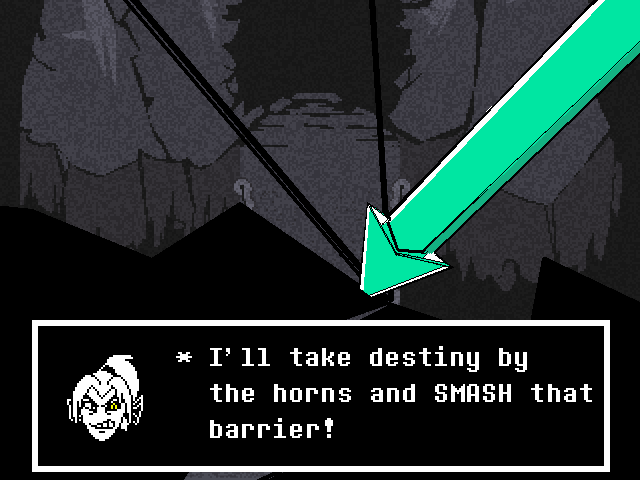 * I'll take destiny by
the horns and SMASH that
barrier!